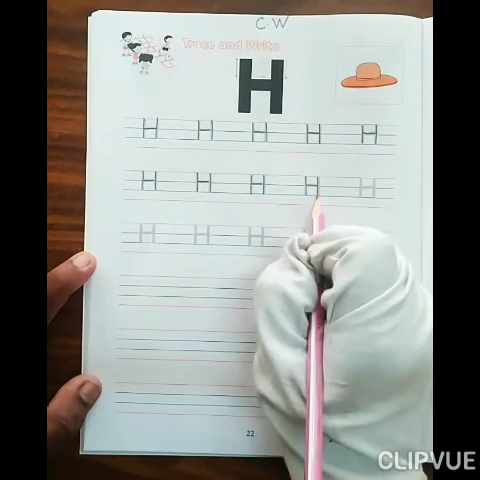 C.W
Trace and Write
H
H H H H H
H H H H H
H H H
22
CLIPVUE